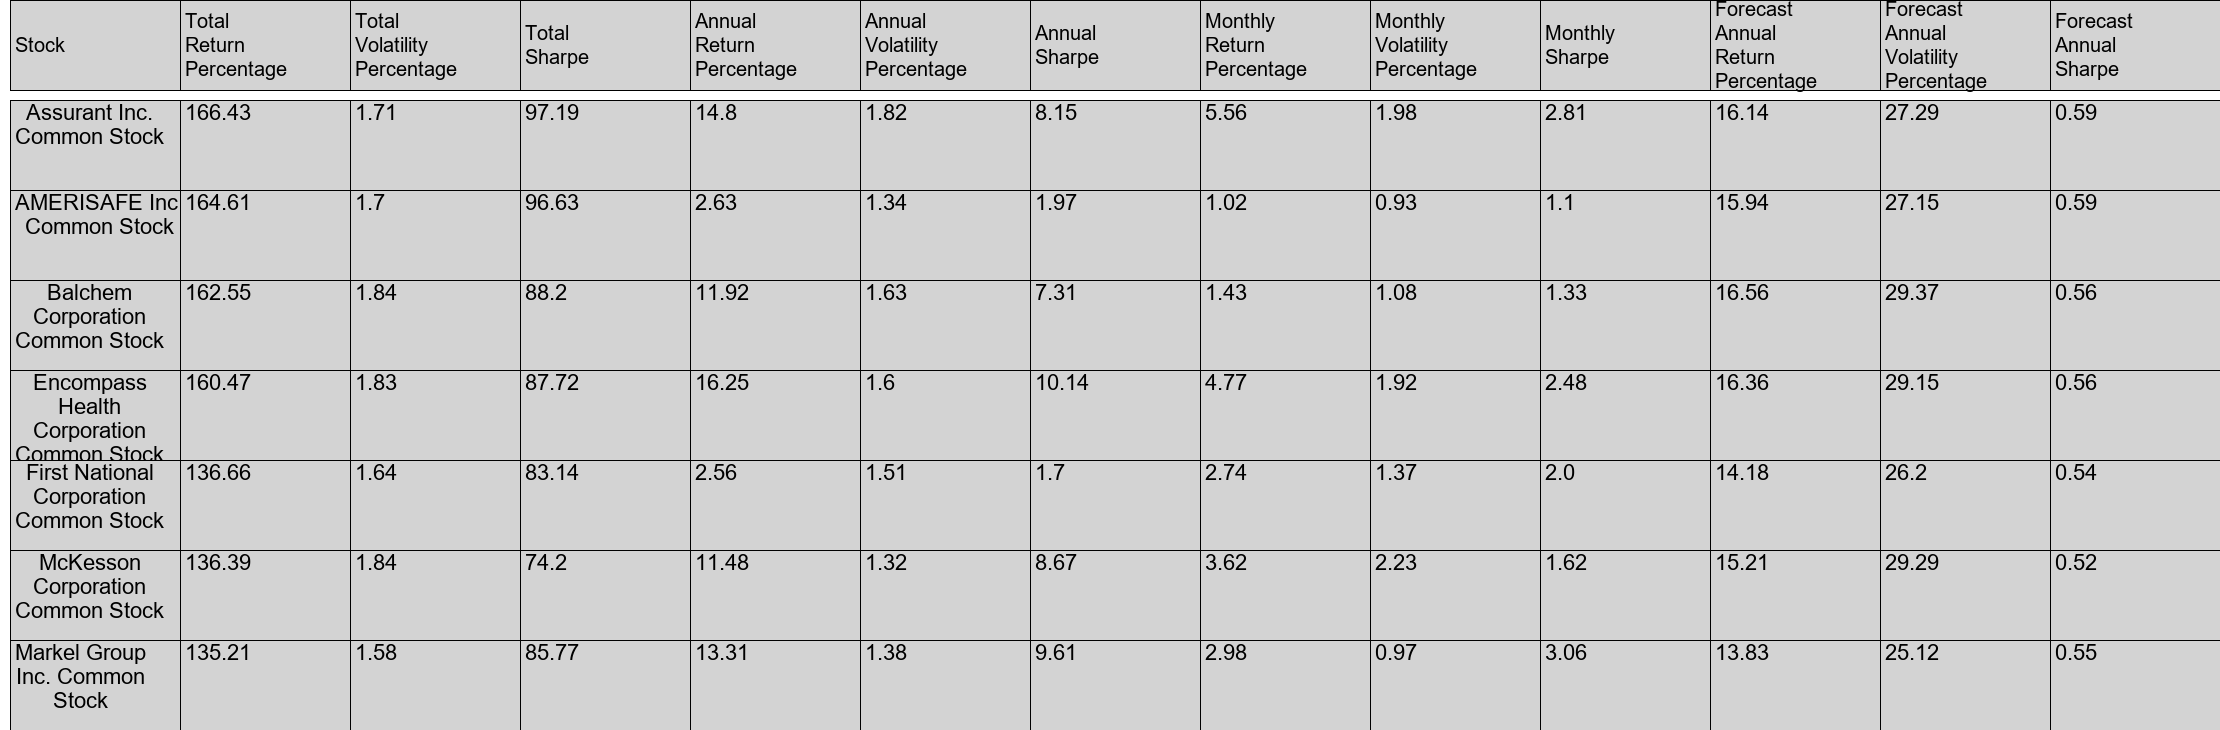 Stock Total Return Percentage Total Volatility Percentage Total Sharpe Annual Return Percentage Annual Volatility Percentage Annual Sharpe Monthly Return Percentage Monthly Volatility Percentage Monthly Sharpe Forecast Annual Return Percentage Forecast Annual Volatility Percentage Forecast Annual Sharpe
Assurant Inc. 166.43 1.71 97.19 14.8 1.82 8.15 5.56 1.98 2.81 16.14 27.29 0.59
Common Stock
AMERISAFE Inc 164.61 1.7 96.63 2.63 1.34 1.97 1.02 0.93 1.1 15.94 27.15 0.59
Common Stock
Balchem 162.55 1.84 88.2 11.92 1.63 7.31 1.43 1.08 1.33 16.56 29.37 0.56
Corporation
Common Stock
Encompass 160.47 1.83 87.72 16.25 1.6 10.14 4.77 1.92 2.48 16.36 29.15 0.56
Health
Corporation
Common Stock
First National 136.66 1.64 83.14 2.56 1.51 1.7 2.74 1.37 2.0 14.18 26.2 0.54
Corporation
Common Stock
McKesson 136.39 1.84 74.2 11.48 1.32 8.67 3.62 2.23 1.62 15.21 29.29 0.52
Corporation
Common Stock
Markel Group 135.21 1.58 85.77 13.31 1.38 9.61 2.98 0.97 3.06 13.83 25.12 0.55
Inc. Common
Stock